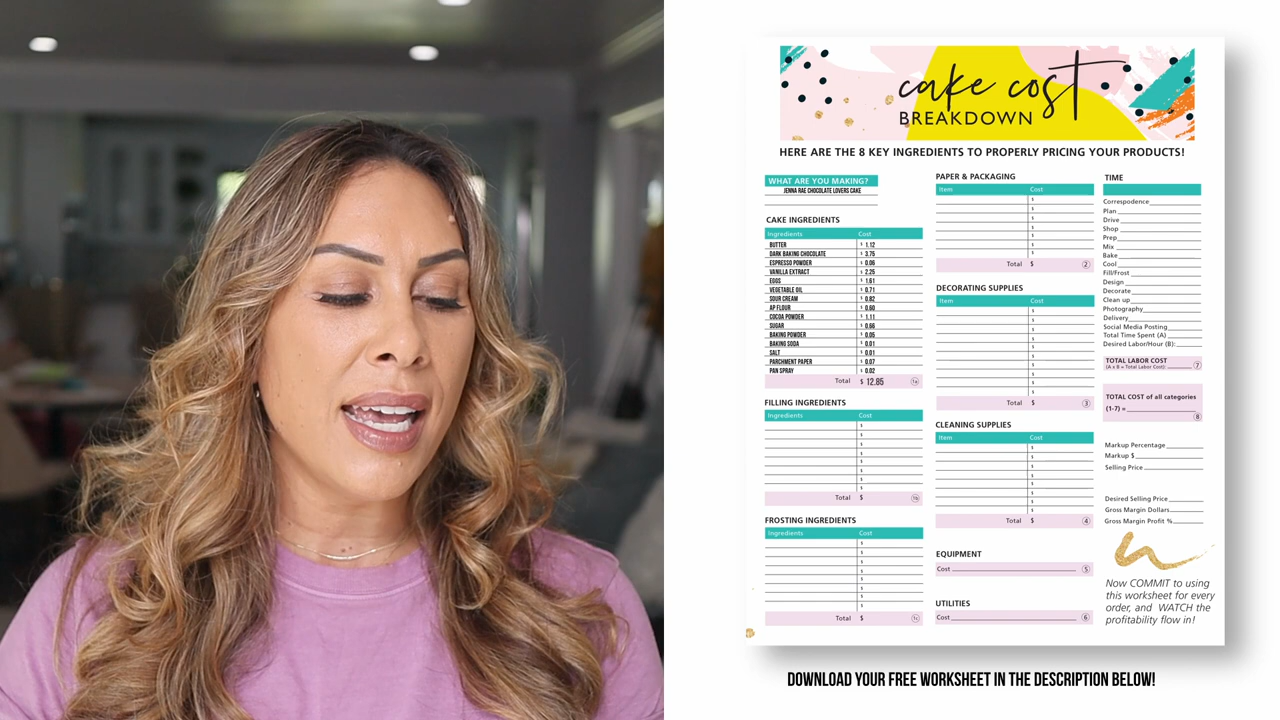 cake cost
BREAKDOWN
HERE ARE THE 8 KEY INGREDIENTS TO PROPERLY PRICING YOUR PRODUCTS!
WHAT ARE YOU MAKING?
JENNA RAE CHOCOLATE LOVERS CAKE
CAKE INGREDIENTS
Ingredients Cost
BUTTER $ 1.12
DARK BAKING CHOCOLATE $ 3.75
ESPRESSO POWDER $ 0.06
VANILLA EXTRACT $ 2.25
EGGS $ 1.61
VEGETABLE OIL $ 0.71
SOUR CREAM $ 0.82
AP FLOUR $ 0.60
COCOA POWDER $ 1.11
SUGAR $ 0.66
BAKING POWDER $ 0.05
BAKING SODA $ 0.01
SALT $ 0.01
PARCHMENT PAPER $ 0.07
PAN SPRAY $ 0.02
Total $ 12.85 1a
FILLING INGREDIENTS
Ingredients Cost
$
$
$
$
$
$
$
Total $ 1b
FROSTING INGREDIENTS
Ingredients Cost
$
$
$
$
$
$
$
Total $ 1c
PAPER & PACKAGING
Item Cost
$
$
$
$
$
$
Total $ 2
DECORATING SUPPLIES
Item Cost
$
$
$
$
$
$
$
$
$
Total $ 3
CLEANING SUPPLIES
Item Cost
$
$
$
$
$
$
$
Total $ 4
EQUIPMENT
Cost 5
UTILITIES
Cost 6
TIME
Correspodence
Plan
Drive
Shop
Prep
Mix
Bake
Cool
Fill/Frost
Design
Decorate
Clean up
Photography
Delivery
Social Media Posting
Total Time Spent (A)
Desired Labor/Hour (B):
TOTAL LABOR COST
(A x B = Total Labor Cost): 7
TOTAL COST of all categories
(1-7) =
8
Markup Percentage
Markup $
Selling Price
Desired Selling Price
Gross Margin Dollars
Gross Margin Profit %
Now COMMIT to using
this worksheet for every
order, and WATCH the
profitability flow in!
DOWNLOAD YOUR FREE WORKSHEET IN THE DESCRIPTION BELOW!